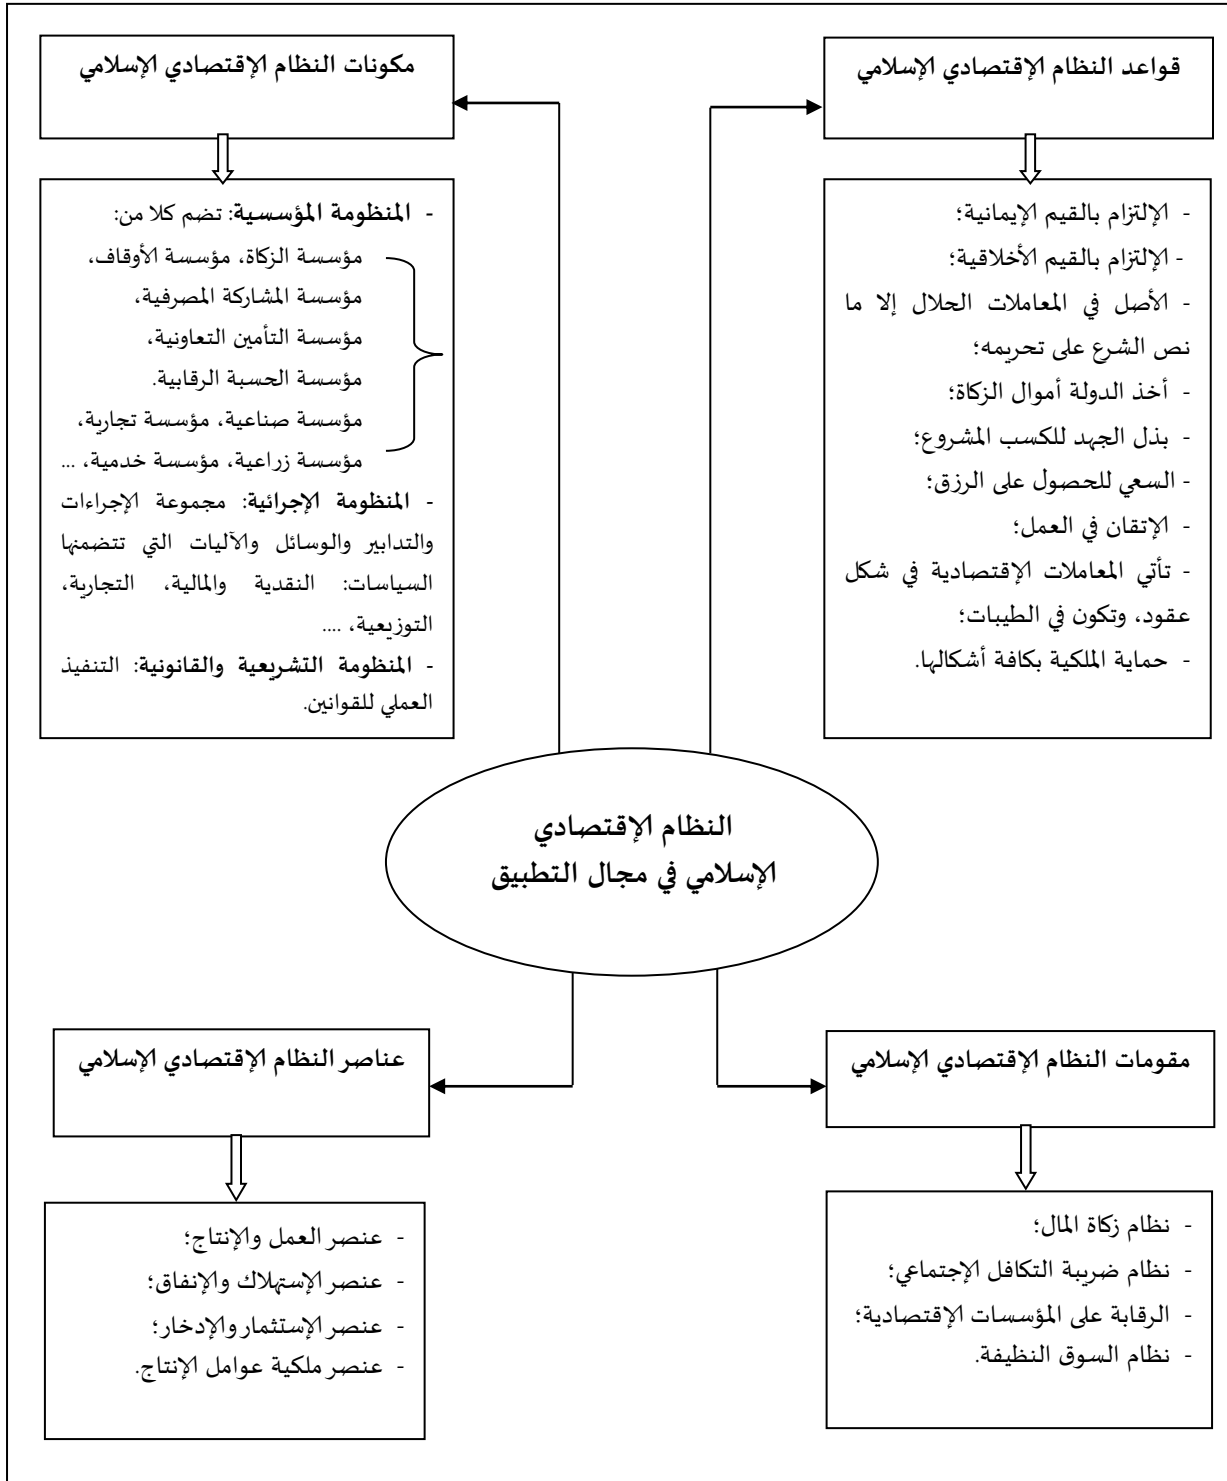 قواعد النظام الإقتصادي الإسلامي
- الإلتزام بالقيم الإيمانية؛
- الإلتزام بالقيم الأخلاقية؛
- الأصل في المعاملات الحلال إلا ما
نص الشرع على تحريمه؛
- أخذ الدولة أموال الزكاة؛
- بذل الجهد للكسب المشروع؛
- السعي للحصول على الرزق؛
- الإتقان في العمل؛
- تأتي المعاملات الإقتصادية في شكل
عقود، وتكون في الطيبات؛
- حماية الملكية بكافة أشكالها.
مكونات النظام الإقتصادي الإسلامي
- المنظومة المؤسسية: تضم كلا من:
مؤسسة الزكاة، مؤسسة الأوقاف،
مؤسسة المشاركة المصرفية،
مؤسسة التأمين التعاونية،
مؤسسة الحسبة الرقابية.
مؤسسة صناعية، مؤسسة تجارية،
مؤسسة زراعية، مؤسسة خدمية، ...
- المنظومة الإجرائية: مجموعة الإجراءات
والتدابير والوسائل والآليات التي تتضمنها
السياسات: النقدية والمالية، التجارية،
التوزيعية، ....
- المنظومة التشريعية والقانونية: التنفيذ
العملي للقوانين.
النظام الإقتصادي
الإسلامي في مجال التطبيق
مقومات النظام الإقتصادي الإسلامي
- نظام زكاة المال؛
- نظام ضريبة التكافل الإجتماعي؛
- الرقابة على المؤسسات الإقتصادية؛
- نظام السوق النظيفة.
عناصر النظام الإقتصادي الإسلامي
- عنصر العمل والإنتاج؛
- عنصر الإستهلاك والإنفاق؛
- عنصر الإستثمار والإدخار؛
- عنصر ملكية عوامل الإنتاج.